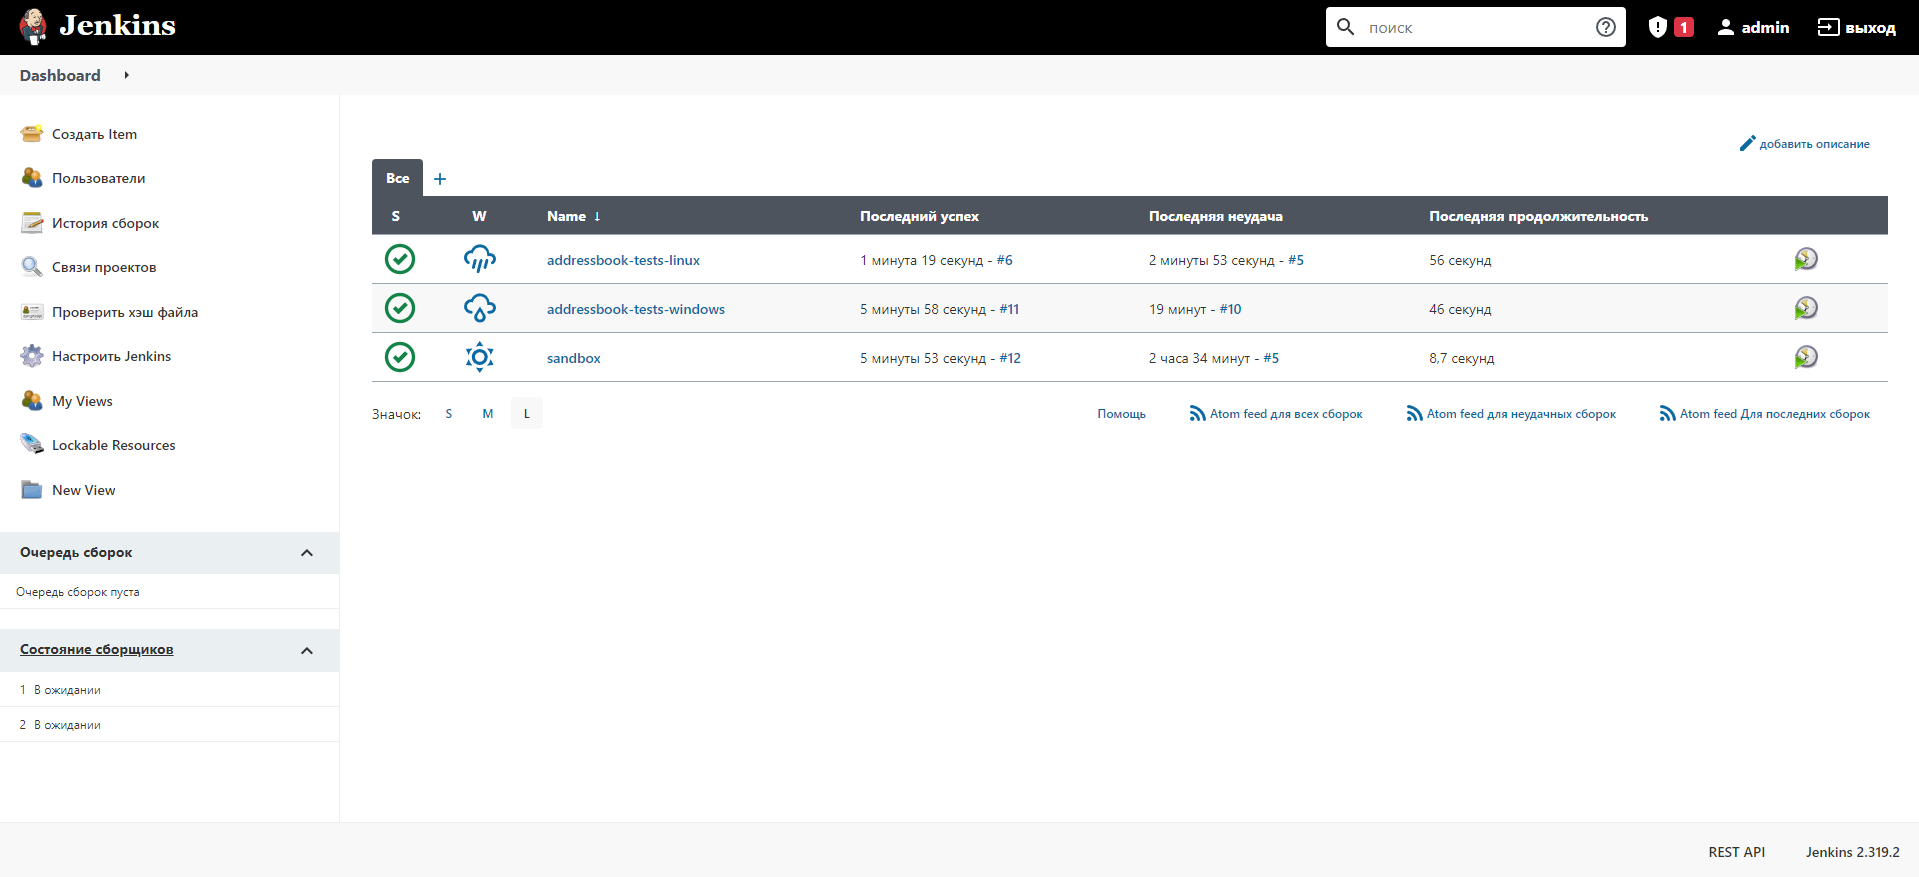 Jenkins
поиск
1
admin
выход
Dashboard
Создать Item
Пользователи
История сборок
Связи проектов
Проверить хэш файла
Настроить Jenkins
My Views
Lockable Resources
New View
Очередь сборок
Очередь сборок пуста
Состояние сборщиков
1 В ожидании
2 В ожидании
добавить описание
Все +
S W Name ↓ Последний успех Последняя неудача Последняя продолжительность
addressbook-tests-linux 1 минута 19 секунд - #6 2 минуты 53 секунд - #5 56 секунд
addressbook-tests-windows 5 минуты 58 секунд - #11 19 минут - #10 46 секунд
sandbox 5 минуты 53 секунд - #12 2 часа 34 минут - #5 8,7 секунд
Значок: S M L Помощь Atom feed для всех сборок Atom feed для неудачных сборок Atom feed Для последних сборок
REST API Jenkins 2.319.2